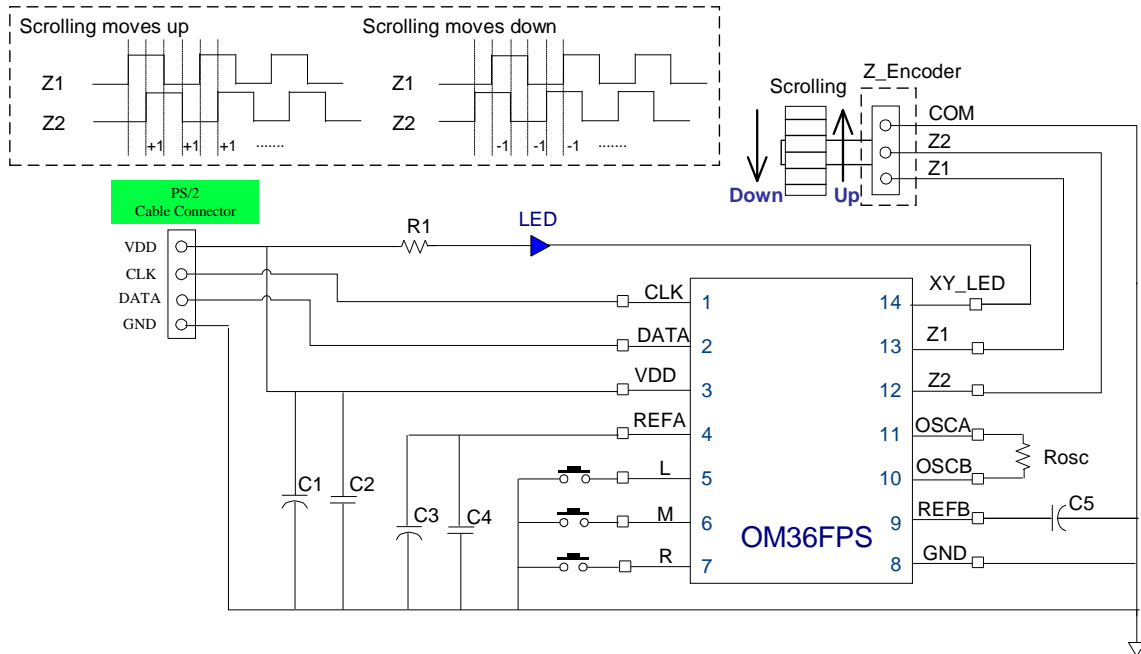 Scrolling moves up
Scrolling moves down
Z1
Z2
+1 +1 +1 .......
Z1
Z2
-1 -1 -1 .......
Z_Encoder
Scrolling
COM
Z2
Z1
Down
Up
PS/2
Cable Connector
VDD
CLK
DATA
GND
R1
LED
CLK
1
DATA
2
VDD
3
REFA
4
L
5
M
6
R
7
XY_LED
14
Z1
13
Z2
12
OSCA
11
OSCB
10
REFB
9
GND
8
Rosc
C5
C1
C2
C3
C4
OM36FPS